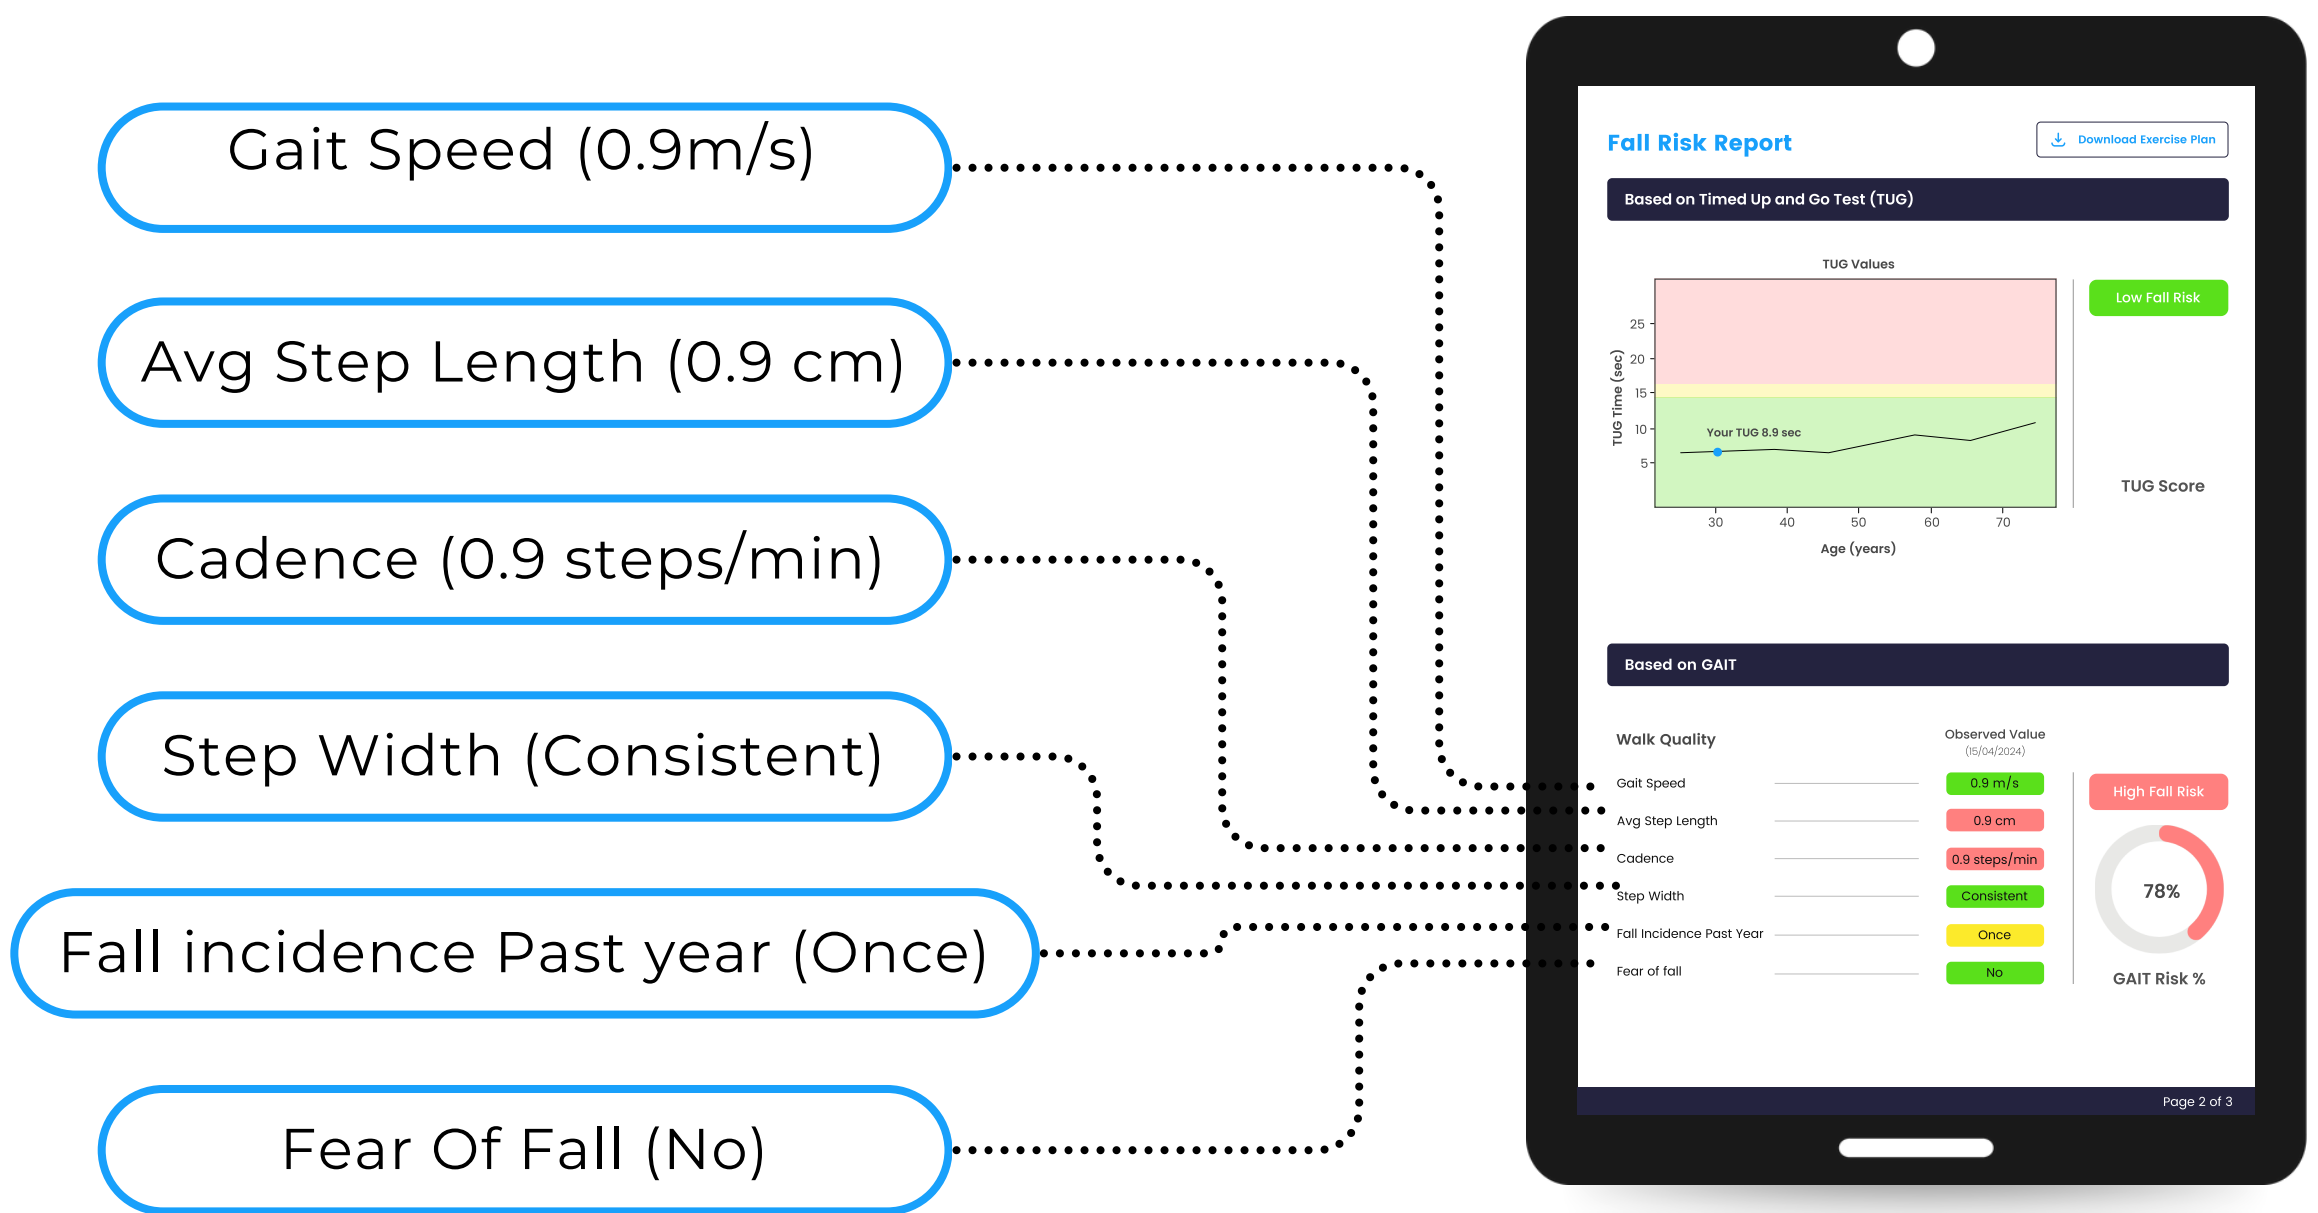 Gait Speed (0.9m/s)
Avg Step Length (0.9 cm)
Cadence (0.9 steps/min)
Step Width (Consistent)
Fall incidence Past year (Once)
Fear Of Fall (No)
Fall Risk Report
Download Exercise Plan
Based on Timed Up and Go Test (TUG)
TUG Values
TUG Time (sec)
25
20
15
10
5
Your TUG 8.9 sec
30 40 50 60 70
Age (years)
Low Fall Risk
TUG Score
Based on GAIT
Walk Quality
Observed Value
(15/04/2024)
Gait Speed 0.9 m/s
Avg Step Length 0.9 cm
Cadence 0.9 steps/min
Step Width Consistent
Fall Incidence Past Year Once
Fear of fall No
High Fall Risk
78%
GAIT Risk %
Page 2 of 3